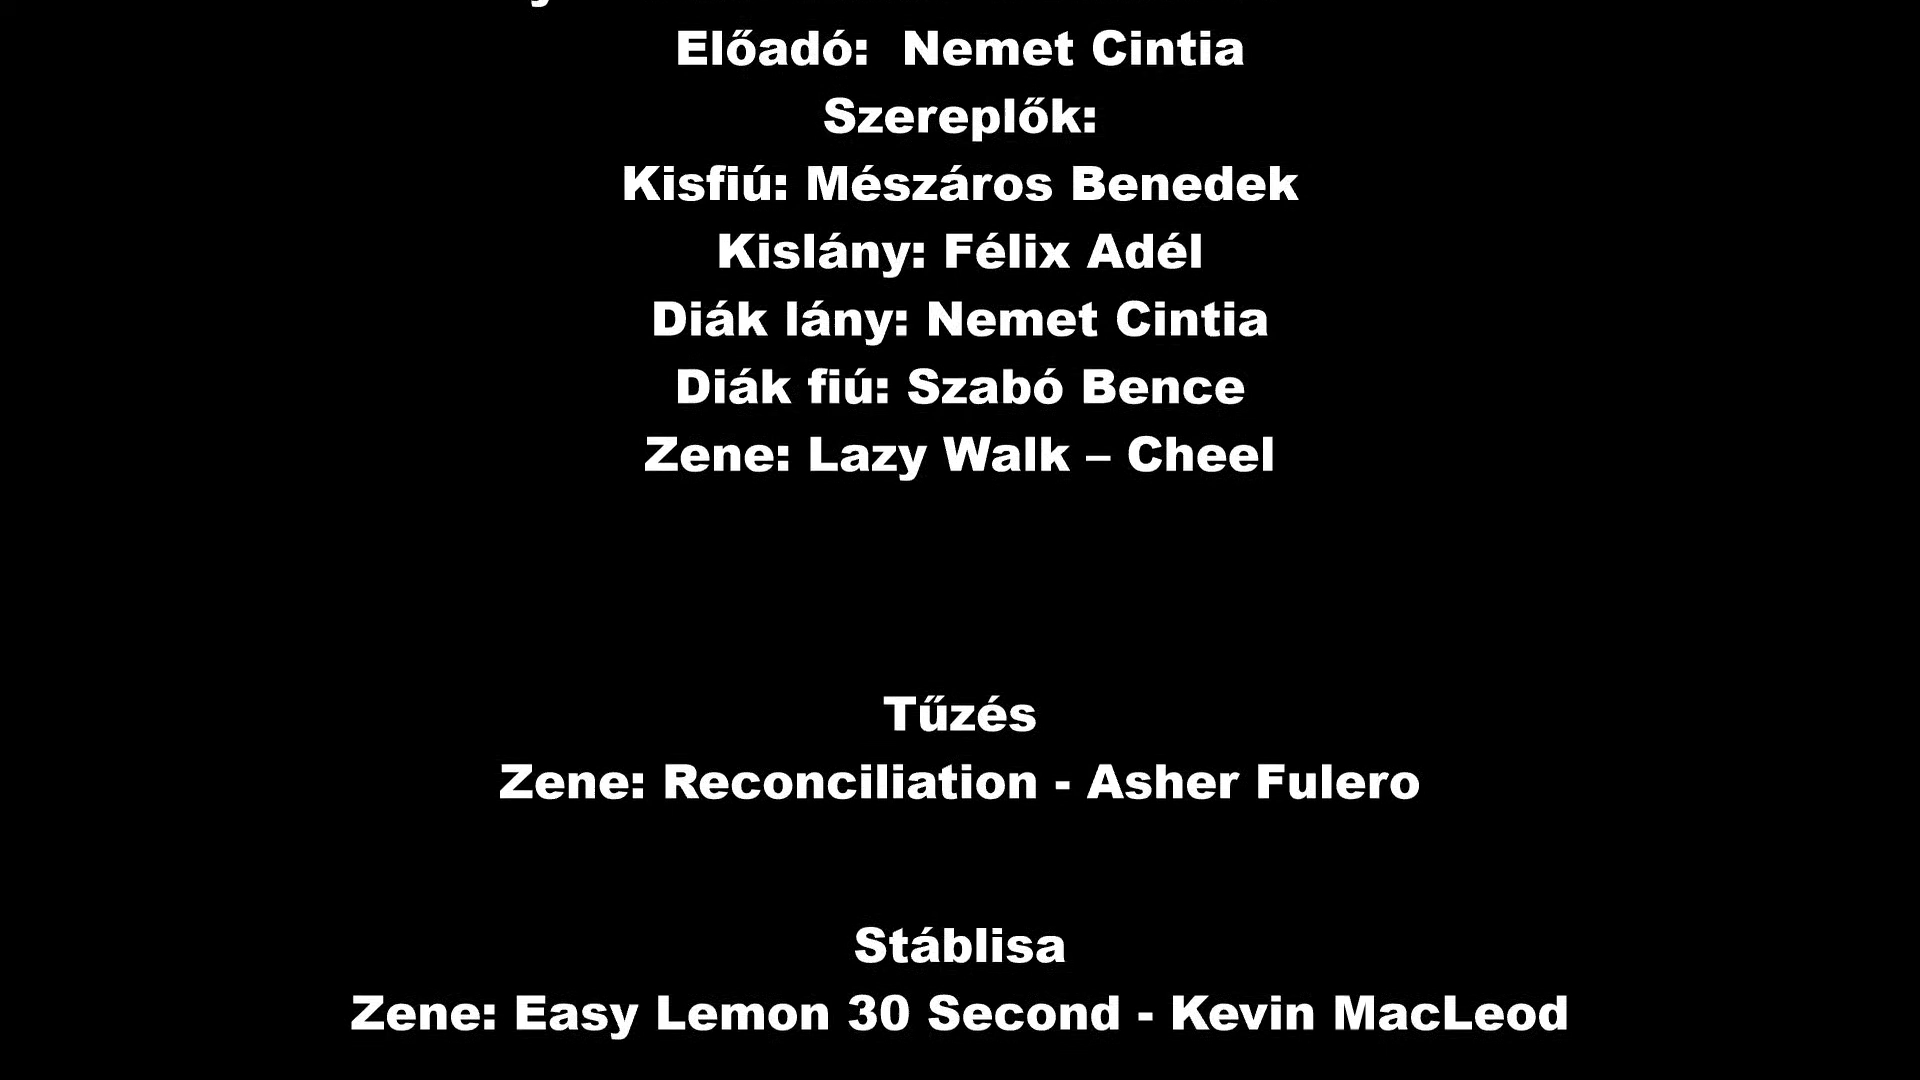 Előadó:  Nemet Cintia
Szereplők:
Kisfiú: Mészáros Benedek
Kislány: Félix Adél
Diák lány: Nemet Cintia
Diák fiú: Szabó Bence
Zene: Lazy Walk – Cheel
Tűzés
Zene: Reconciliation - Asher Fulero
Stáblisa
Zene: Easy Lemon 30 Second - Kevin MacLeod